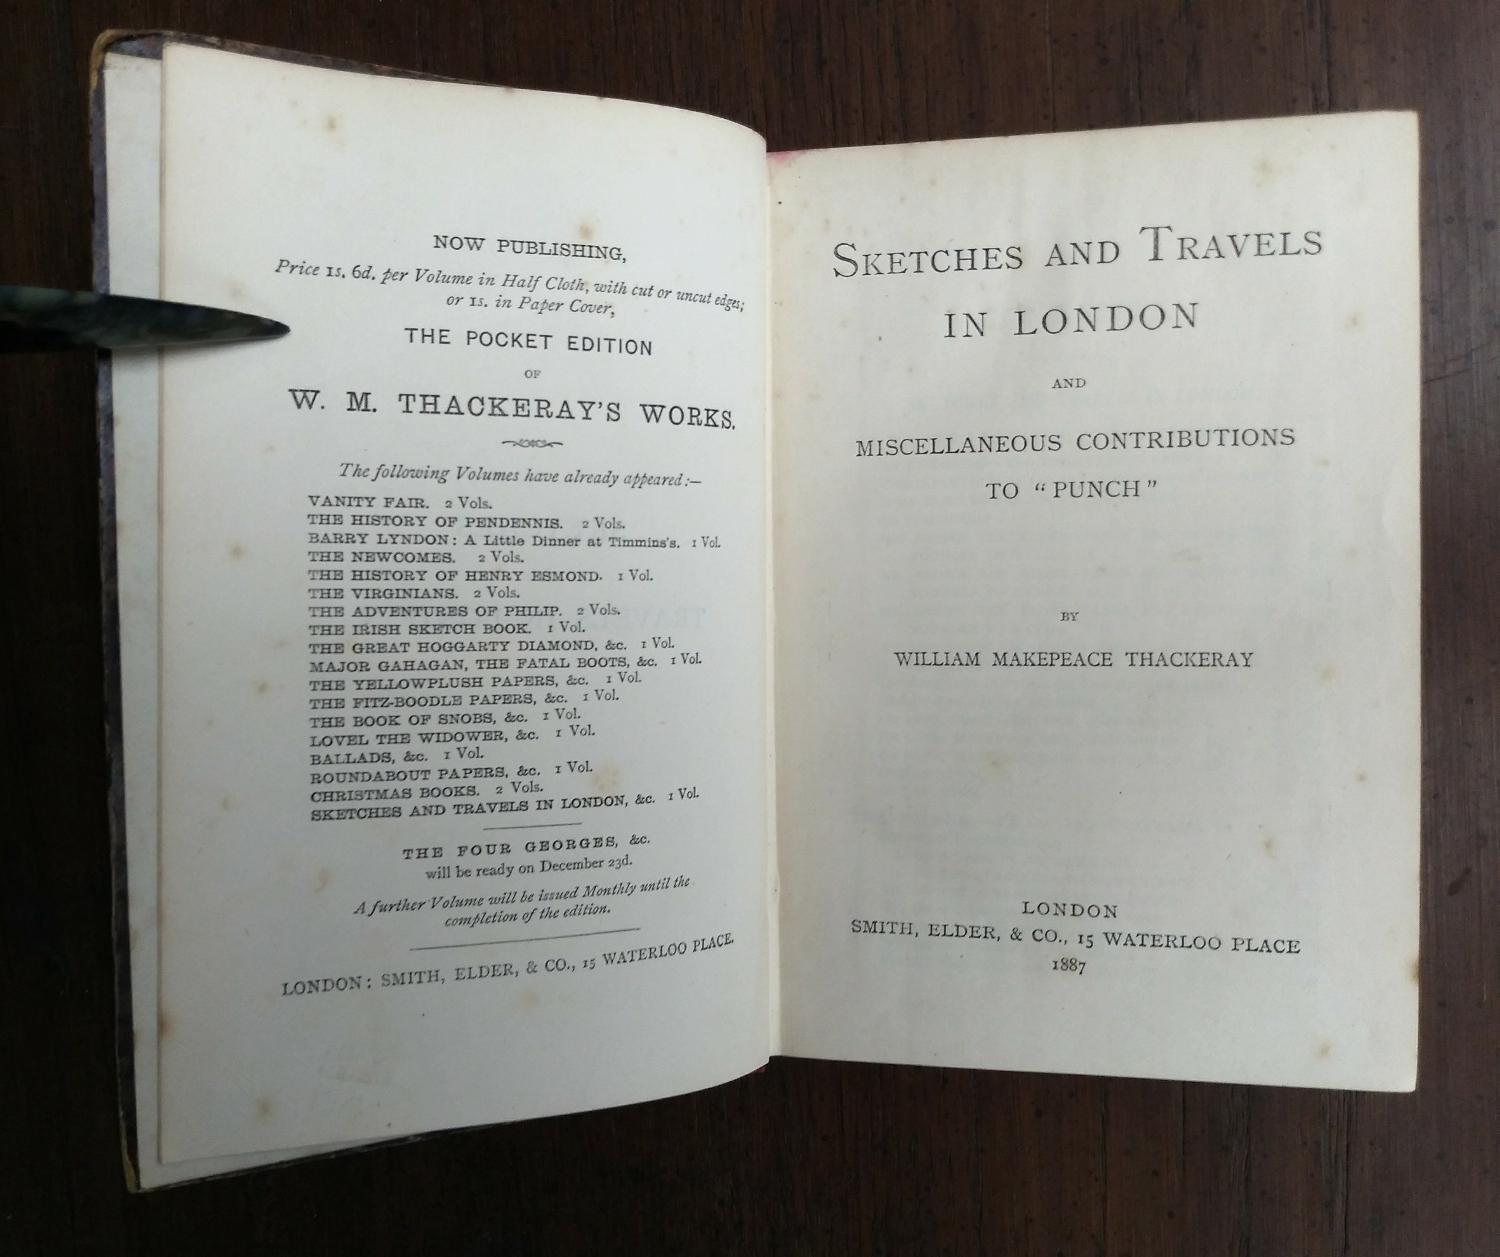 NOW PUBLISHING,
Price 1s. 6d. per Volume in Half Cloth, with cut or uncut edges;
or 1s. in Paper Cover,
THE POCKET EDITION
OF
W. M. THACKERAY'S WORKS.
The following Volumes have already appeared:—
VANITY FAIR. 2 Vols.
THE HISTORY OF PENDENNIS. 2 Vols.
BARRY LYNDON: A Little Dinner at Timmins's. 1 Vol.
THE NEWCOMES. 2 Vols.
THE HISTORY OF HENRY ESMOND. 1 Vol.
THE VIRGINIANS. 2 Vols.
THE ADVENTURES OF PHILIP. 2 Vols.
THE IRISH SKETCH BOOK. 1 Vol.
THE GREAT HOGGARTY DIAMOND, &c. 1 Vol.
MAJOR GAHAGAN, THE FATAL BOOTS, &c. 1 Vol.
THE YELLOWPLUSH PAPERS, &c. 1 Vol.
THE FITZ-BOODLE PAPERS, &c. 1 Vol.
THE BOOK OF SNOBS, &c. 1 Vol.
LOVEL THE WIDOWER, &c. 1 Vol.
BALLADS, &c. 1 Vol.
ROUNDABOUT PAPERS, &c. 1 Vol.
CHRISTMAS BOOKS. 2 Vols.
SKETCHES AND TRAVELS IN LONDON, &c. 1 Vol.
THE FOUR GEORGES, &c.
will be ready on December 23d.
A further Volume will be issued Monthly until the
completion of the edition.
LONDON: SMITH, ELDER, & CO., 15 WATERLOO PLACE.
SKETCHES AND TRAVELS
IN LONDON
AND
MISCELLANEOUS CONTRIBUTIONS
TO "PUNCH"
BY
WILLIAM MAKEPEACE THACKERAY
LONDON
SMITH, ELDER, & CO., 15 WATERLOO PLACE
1887